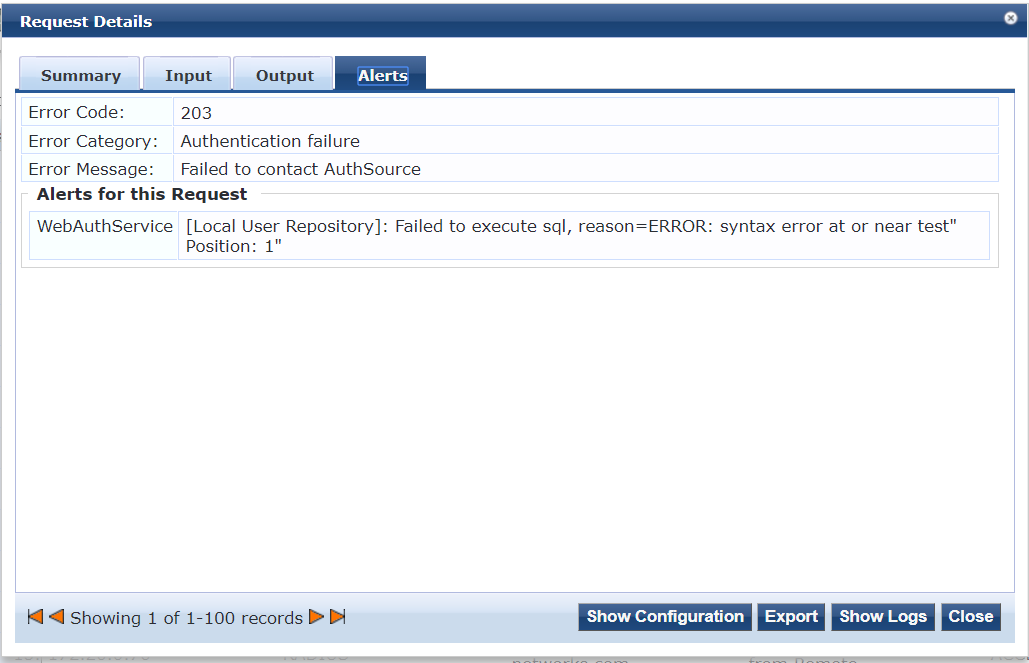 Request Details
Summary Input Output Alerts
Error Code: 203
Error Category: Authentication failure
Error Message: Failed to contact AuthSource
Alerts for this Request
WebAuthService [Local User Repository]: Failed to execute sql, reason=ERROR: syntax error at or near test"
Position: 1"
Showing 1 of 1-100 records Show Configuration Export Show Logs Close